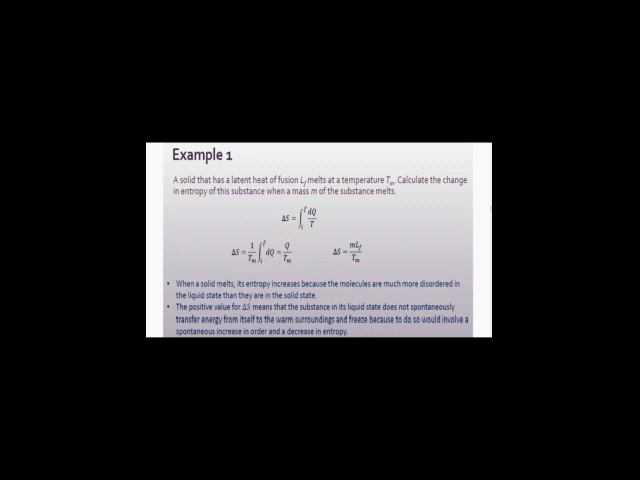 Example 1
A solid that has a latent heat of fusion L_f melts at a temperature T_m. Calculate the change
in entropy of this substance when a mass m of the substance melts.
ΔS = ∫_i^f dQ/T
ΔS = 1/T_m ∫_i^f dQ = Q/T_m    ΔS = mL_f/T_m
• When a solid melts, its entropy increases because the molecules are much more disordered in
the liquid state than they are in the solid state.
• The positive value for ΔS means that the substance in its liquid state does not spontaneously
transfer energy from itself to the warm surroundings and freeze because to do so would involve a
spontaneous increase in order and a decrease in entropy.